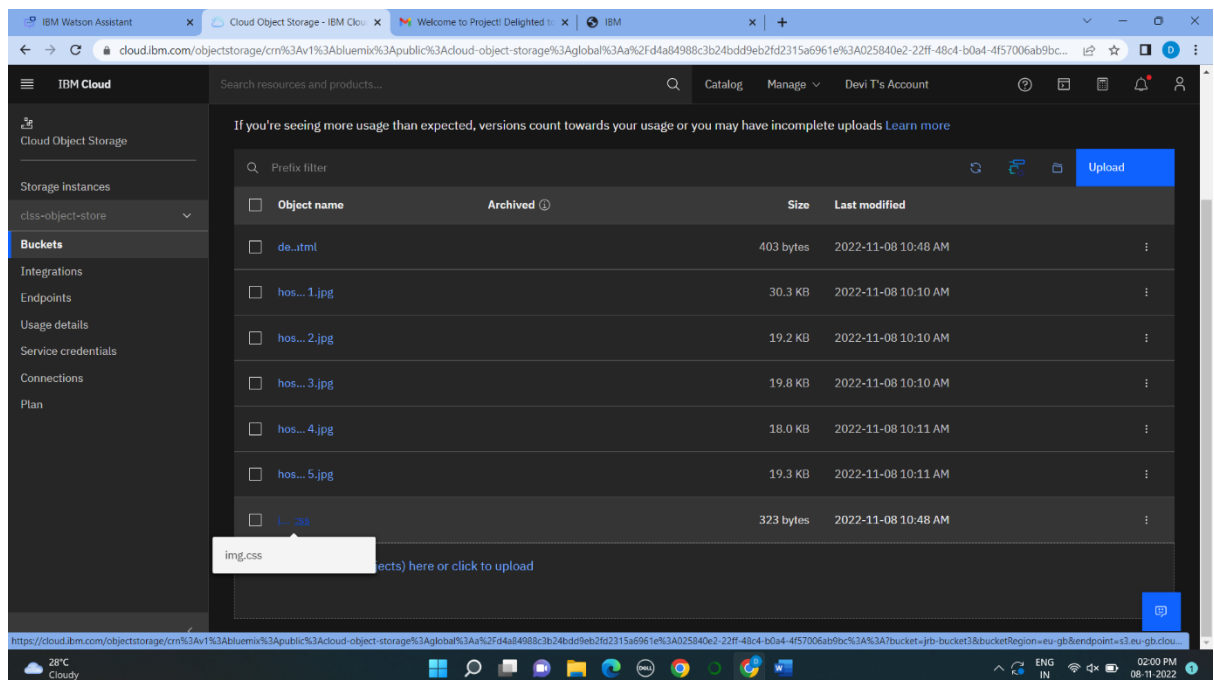 IBM Watson Assistant
Cloud Object Storage - IBM Clou
Welcome to Project! Delighted to
IBM
cloud.ibm.com/objectstorage/crn%3Av1%3Abluemix%3Apublic%3Acloud-object-storage%3Aglobal%3Aa%2Fd4a84988c3b24bdd9eb2fd2315a6961e%3A025840e2-22ff-48c4-b0a4-4f57006ab9bc...
D
IBM Cloud
Search resources and products...
Catalog
Manage
Devi T's Account
Cloud Object Storage
Storage instances
clss-object-store
Buckets
Integrations
Endpoints
Usage details
Service credentials
Connections
Plan
If you're seeing more usage than expected, versions count towards your usage or you may have incomplete uploads Learn more
Prefix filter
Upload
Object name Archived Size Last modified
de...tml 403 bytes 2022-11-08 10:48 AM
hos... 1.jpg 30.3 KB 2022-11-08 10:10 AM
hos... 2.jpg 19.2 KB 2022-11-08 10:10 AM
hos... 3.jpg 19.8 KB 2022-11-08 10:10 AM
hos... 4.jpg 18.0 KB 2022-11-08 10:11 AM
hos... 5.jpg 19.3 KB 2022-11-08 10:11 AM
323 bytes 2022-11-08 10:48 AM
img.css
ects) here or click to upload
https://cloud.ibm.com/objectstorage/crn%3Av1%3Abluemix%3Apublic%3Acloud-object-storage%3Aglobal%3Aa%2Fd4a84988c3b24bdd9eb2fd2315a6961e%3A025840e2-22ff-48c4-b0a4-4f57006ab9bc%3A%3A?bucket=jrb-bucket3&bucketRegion=eu-gb&endpoint=s3.eu-gb.clou...
28°C
Cloudy
DELL
W
ENG
IN
02:00 PM
08-11-2022
1